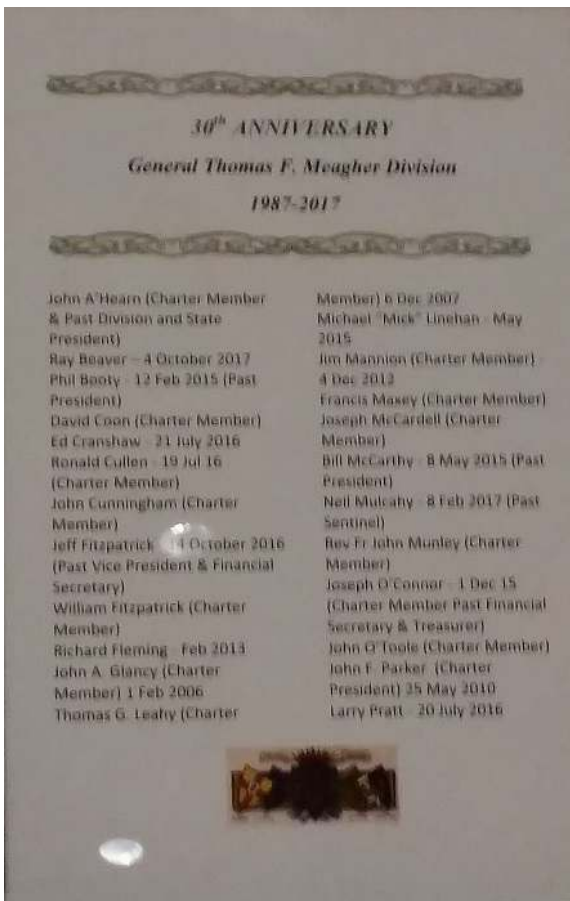 30th ANNIVERSARY
General Thomas F. Meagher Division
1987-2017
John A'Hearn (Charter Member
& Past Division and State
President)
Ray Beaver – 4 October 2017
Phil Booty - 12 Feb 2015 (Past
President)
David Coon (Charter Member)
Ed Cranshaw - 21 July 2016
Ronald Cullen - 19 Jul 16
(Charter Member)
John Cunningham (Charter
Member)
Jeff Fitzpatrick 14 October 2016
(Past Vice President & Financial
Secretary)
William Fitzpatrick (Charter
Member)
Richard Fleming - Feb 2013
John A. Glancy (Charter
Member) 1 Feb 2006
Thomas G. Leahy (Charter
Member) 6 Dec 2007
Michael "Mick" Linehan - May
2015
Jim Mannion (Charter Member) -
4 Dec 2012
Francis Maxey (Charter Member)
Joseph McCardell (Charter
Member)
Bill McCarthy - 8 May 2015 (Past
President)
Neil Mulcahy - 8 Feb 2017 (Past
Sentinel)
Rev Fr John Munley (Charter
Member)
Joseph O'Connor - 1 Dec 15
(Charter Member Past Financial
Secretary & Treasurer)
John O'Toole (Charter Member)
John F. Parker (Charter
President) 25 May 2010
Larry Pratt - 20 July 2016